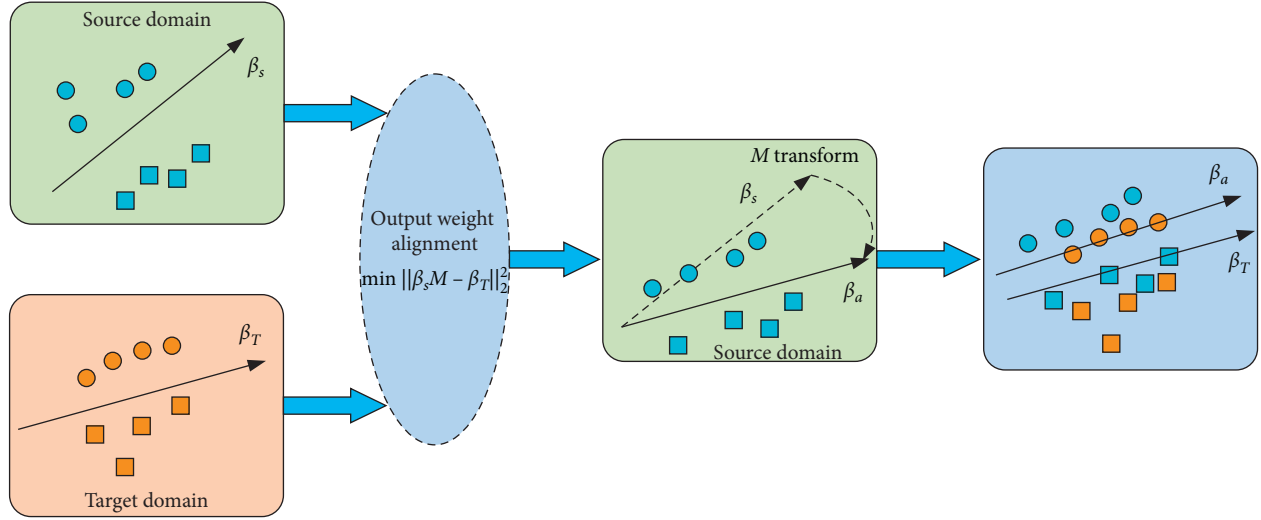 Source domain
βs
βT
Target domain
Output weight
alignment
min ||βsM – βT||²₂
M transform
βs
βa
Source domain
βa
βT